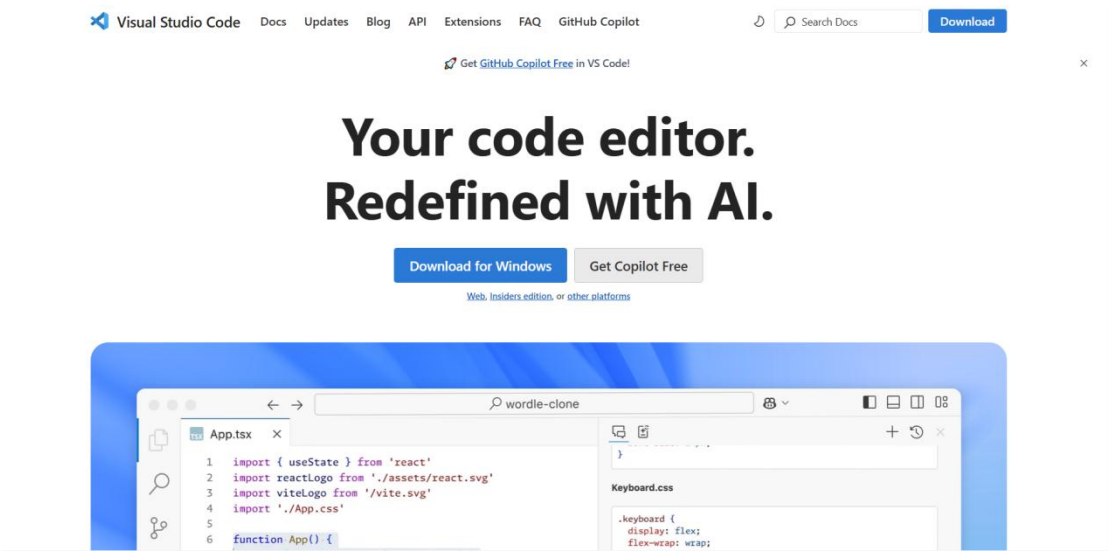 Visual Studio Code Docs Updates Blog API Extensions FAQ GitHub Copilot Search Docs Download
🚀 Get GitHub Copilot Free in VS Code!
Your code editor.
Redefined with AI.
Download for Windows Get Copilot Free
Web, Insiders edition, or other platforms
wordle-clone
TSX App.tsx
1 import { useState } from 'react'
2 import reactLogo from './assets/react.svg'
3 import viteLogo from '/vite.svg'
4 import './App.css'
5
6 function App() {
}
Keyboard.css
.keyboard {
display: flex;
flex-wrap: wrap;